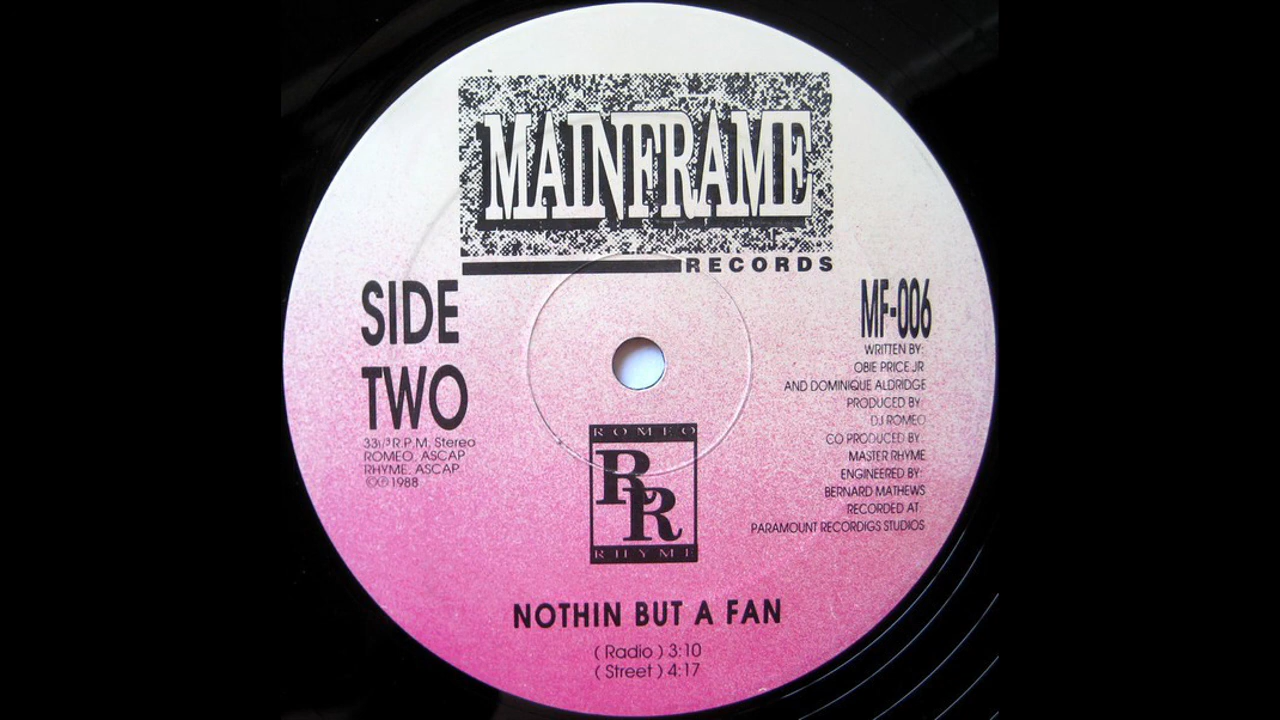 MAINFRAME
RECORDS
SIDE
TWO
33 1/3 R.P.M. Stereo
ROMEO, ASCAP
RHYME, ASCAP
©℗1988
MF-006
WRITTEN BY:
OBIE PRICE JR
AND DOMINIQUE ALDRIDGE
PRODUCED BY:
DJ ROMEO
CO PRODUCED BY:
MASTER RHYME
ENGINEERED BY:
BERNARD MATHEWS
RECORDED AT:
PARAMOUNT RECORDIGS STUDIOS
ROMEO
RR
RHYME
NOTHIN BUT A FAN
( Radio ) 3:10
( Street ) 4:17